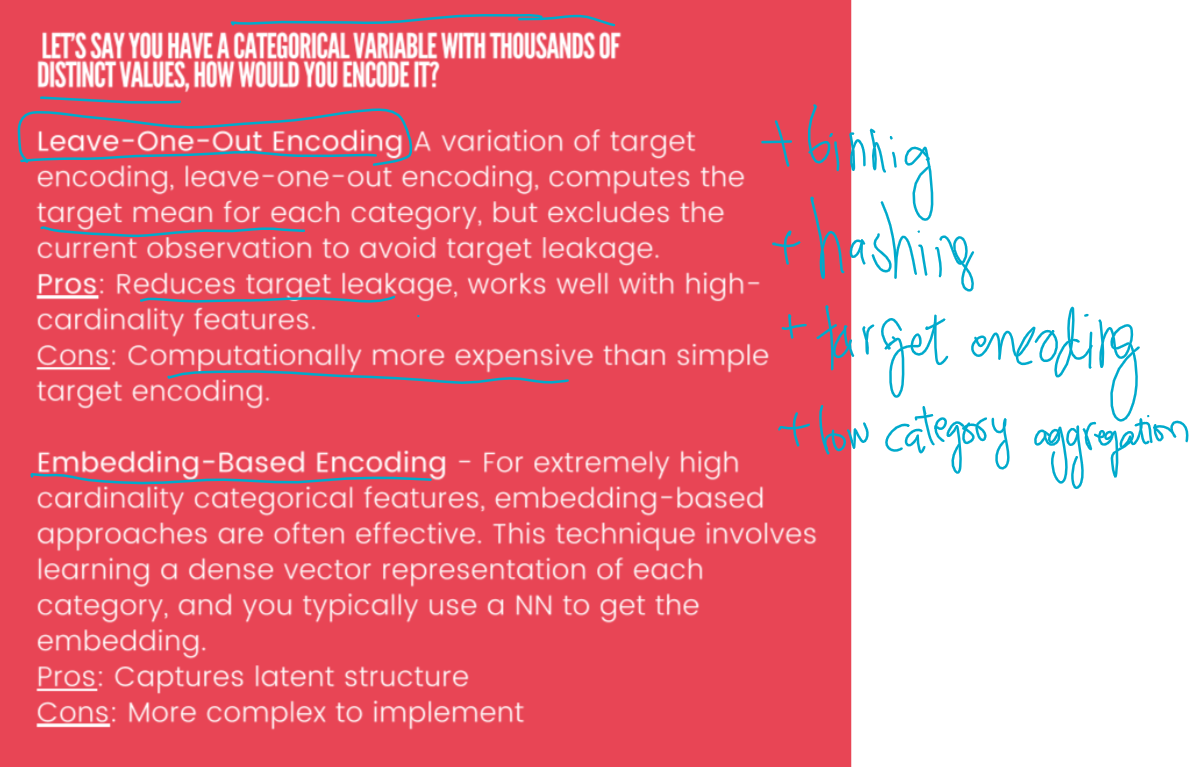 LET'S SAY YOU HAVE A CATEGORICAL VARIABLE WITH THOUSANDS OF
DISTINCT VALUES, HOW WOULD YOU ENCODE IT?
Leave-One-Out Encoding A variation of target
encoding, leave-one-out encoding, computes the
target mean for each category, but excludes the
current observation to avoid target leakage.
Pros: Reduces target leakage, works well with high-
cardinality features.
Cons: Computationally more expensive than simple
target encoding.
Embedding-Based Encoding - For extremely high
cardinality categorical features, embedding-based
approaches are often effective. This technique involves
learning a dense vector representation of each
category, and you typically use a NN to get the
embedding.
Pros: Captures latent structure
Cons: More complex to implement
+ binnig
+ hashing
+ target encoding
+ low category aggregation